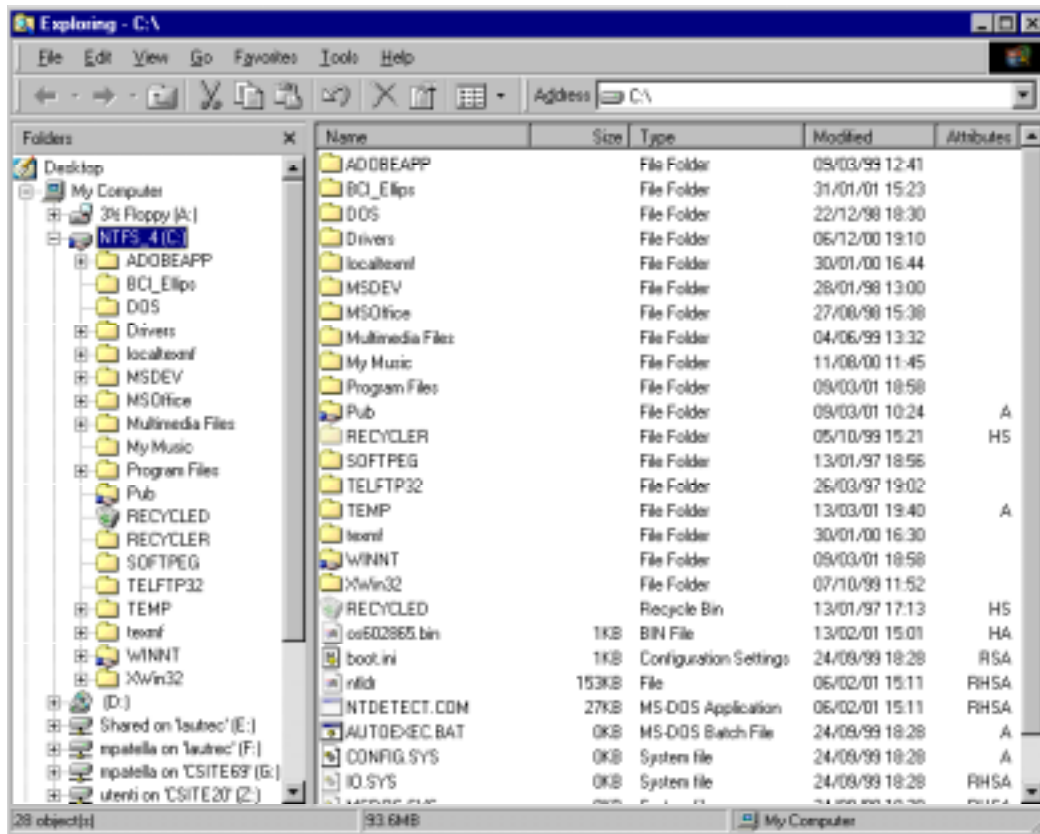 Exploring - C:\
File Edit View Go Favorites Tools Help
Address C:\
Folders
Desktop
My Computer
3½ Floppy (A:)
NTFS_4 (C:)
ADOBEAPP
BCI_Ellips
DOS
Drivers
localtexmf
MSDEV
MSOffice
Multimedia Files
My Music
Program Files
Pub
RECYCLED
RECYCLER
SOFTPEG
TELFTP32
TEMP
texmf
WINNT
XWin32
(D:)
Shared on 'lautrec' (E:)
mpatella on 'lautrec' (F:)
mpatella on 'CSITE69' (G:)
utenti on 'CSITE20' (Z:)
Name Size Type Modified Attributes
ADOBEAPP File Folder 09/03/99 12:41
BCI_Ellips File Folder 31/01/01 15:23
DOS File Folder 22/12/98 18:30
Drivers File Folder 06/12/00 19:10
localtexmf File Folder 30/01/00 16:44
MSDEV File Folder 28/01/98 13:00
MSOffice File Folder 27/08/98 15:38
Multimedia Files File Folder 04/06/99 13:32
My Music File Folder 11/08/00 11:45
Program Files File Folder 09/03/01 18:58
Pub File Folder 09/03/01 10:24 A
RECYCLER File Folder 05/10/99 15:21 HS
SOFTPEG File Folder 13/01/97 18:56
TELFTP32 File Folder 26/03/97 19:02
TEMP File Folder 13/03/01 19:40 A
texmf File Folder 30/01/00 16:30
WINNT File Folder 09/03/01 18:58
XWin32 File Folder 07/10/99 11:52
RECYCLED Recycle Bin 13/01/97 17:13 HS
os602865.bin 1KB BIN File 13/02/01 15:01 HA
boot.ini 1KB Configuration Settings 24/09/99 18:28 RSA
ntldr 153KB File 06/02/01 15:11 RHSA
NTDETECT.COM 27KB MS-DOS Application 06/02/01 15:11 RHSA
AUTOEXEC.BAT 0KB MS-DOS Batch File 24/09/99 18:28 A
CONFIG.SYS 0KB System file 24/09/99 18:28 A
IO.SYS 0KB System file 24/09/99 18:28 RHSA
28 object(s) 93.6MB My Computer